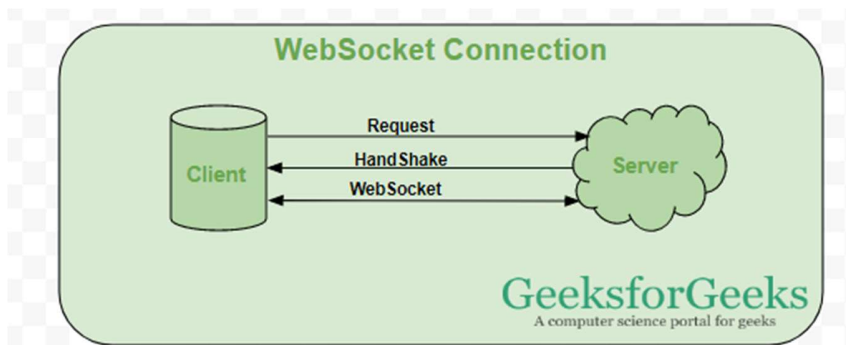 WebSocket Connection
Request
HandShake
WebSocket
Client
Server
GeeksforGeeks
A computer science portal for geeks